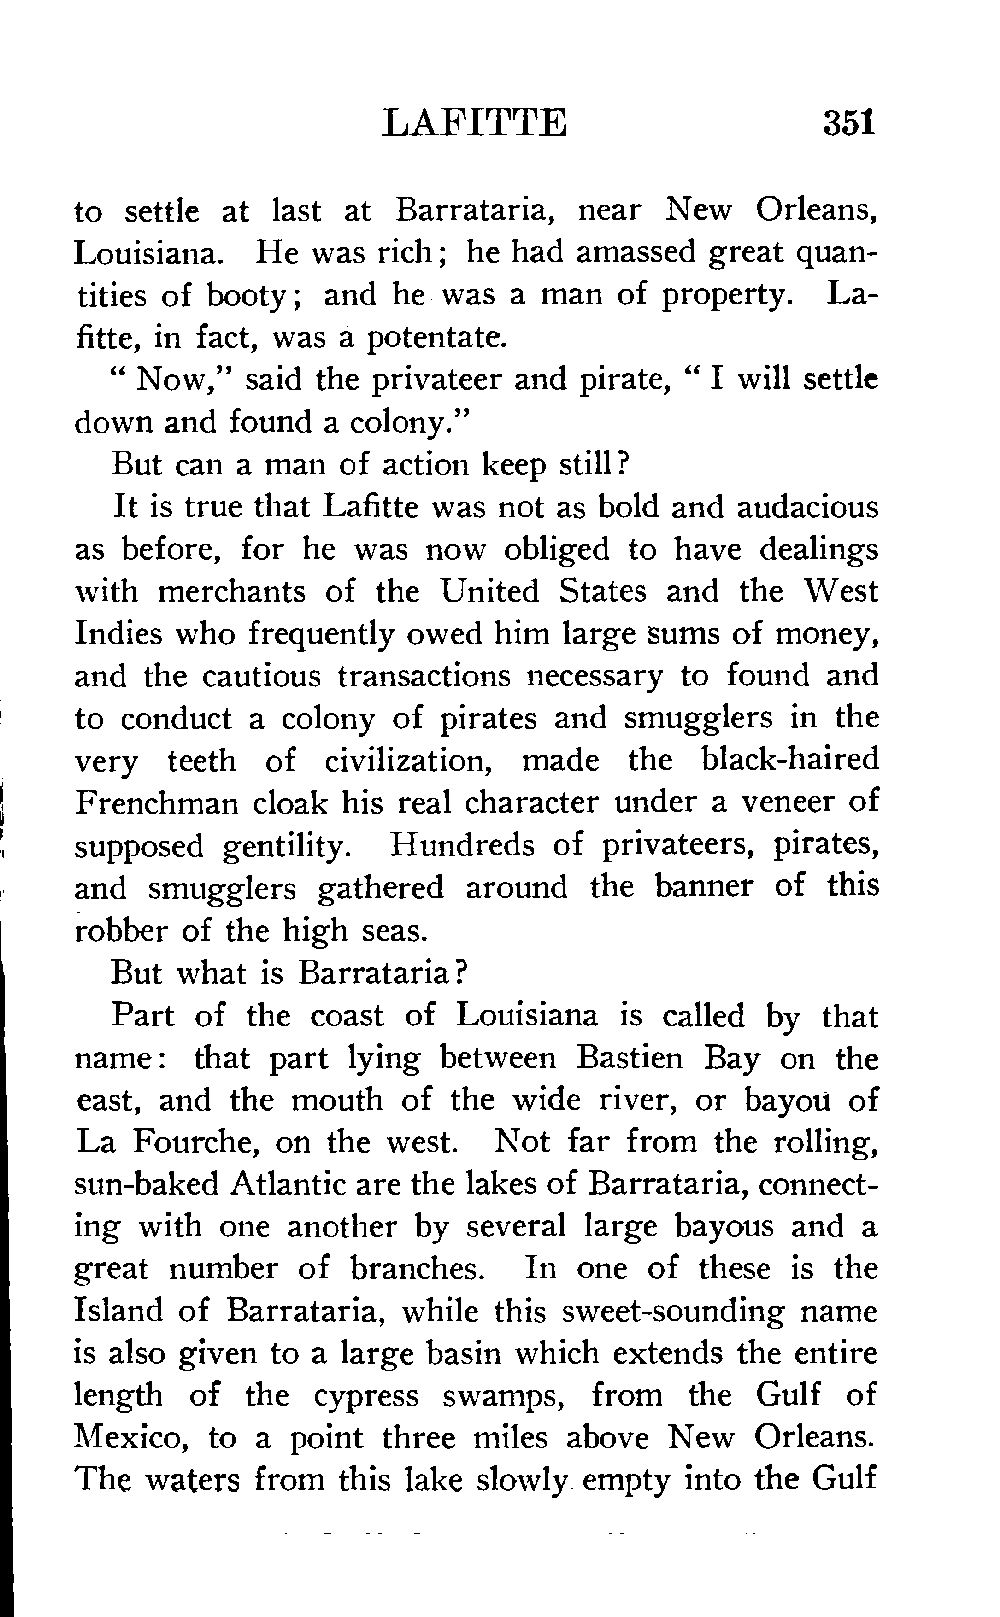 LAFITTE 351
to settle at last at Barrataria, near New Orleans,
Louisiana. He was rich; he had amassed great quan-
tities of booty; and he was a man of property. La-
fitte, in fact, was a potentate.
“ Now,” said the privateer and pirate, “ I will settle
down and found a colony.”
But can a man of action keep still?
It is true that Lafitte was not as bold and audacious
as before, for he was now obliged to have dealings
with merchants of the United States and the West
Indies who frequently owed him large sums of money,
and the cautious transactions necessary to found and
to conduct a colony of pirates and smugglers in the
very teeth of civilization, made the black-haired
Frenchman cloak his real character under a veneer of
supposed gentility. Hundreds of privateers, pirates,
and smugglers gathered around the banner of this
robber of the high seas.
But what is Barrataria?
Part of the coast of Louisiana is called by that
name: that part lying between Bastien Bay on the
east, and the mouth of the wide river, or bayou of
La Fourche, on the west. Not far from the rolling,
sun-baked Atlantic are the lakes of Barrataria, connect-
ing with one another by several large bayous and a
great number of branches. In one of these is the
Island of Barrataria, while this sweet-sounding name
is also given to a large basin which extends the entire
length of the cypress swamps, from the Gulf of
Mexico, to a point three miles above New Orleans.
The waters from this lake slowly empty into the Gulf